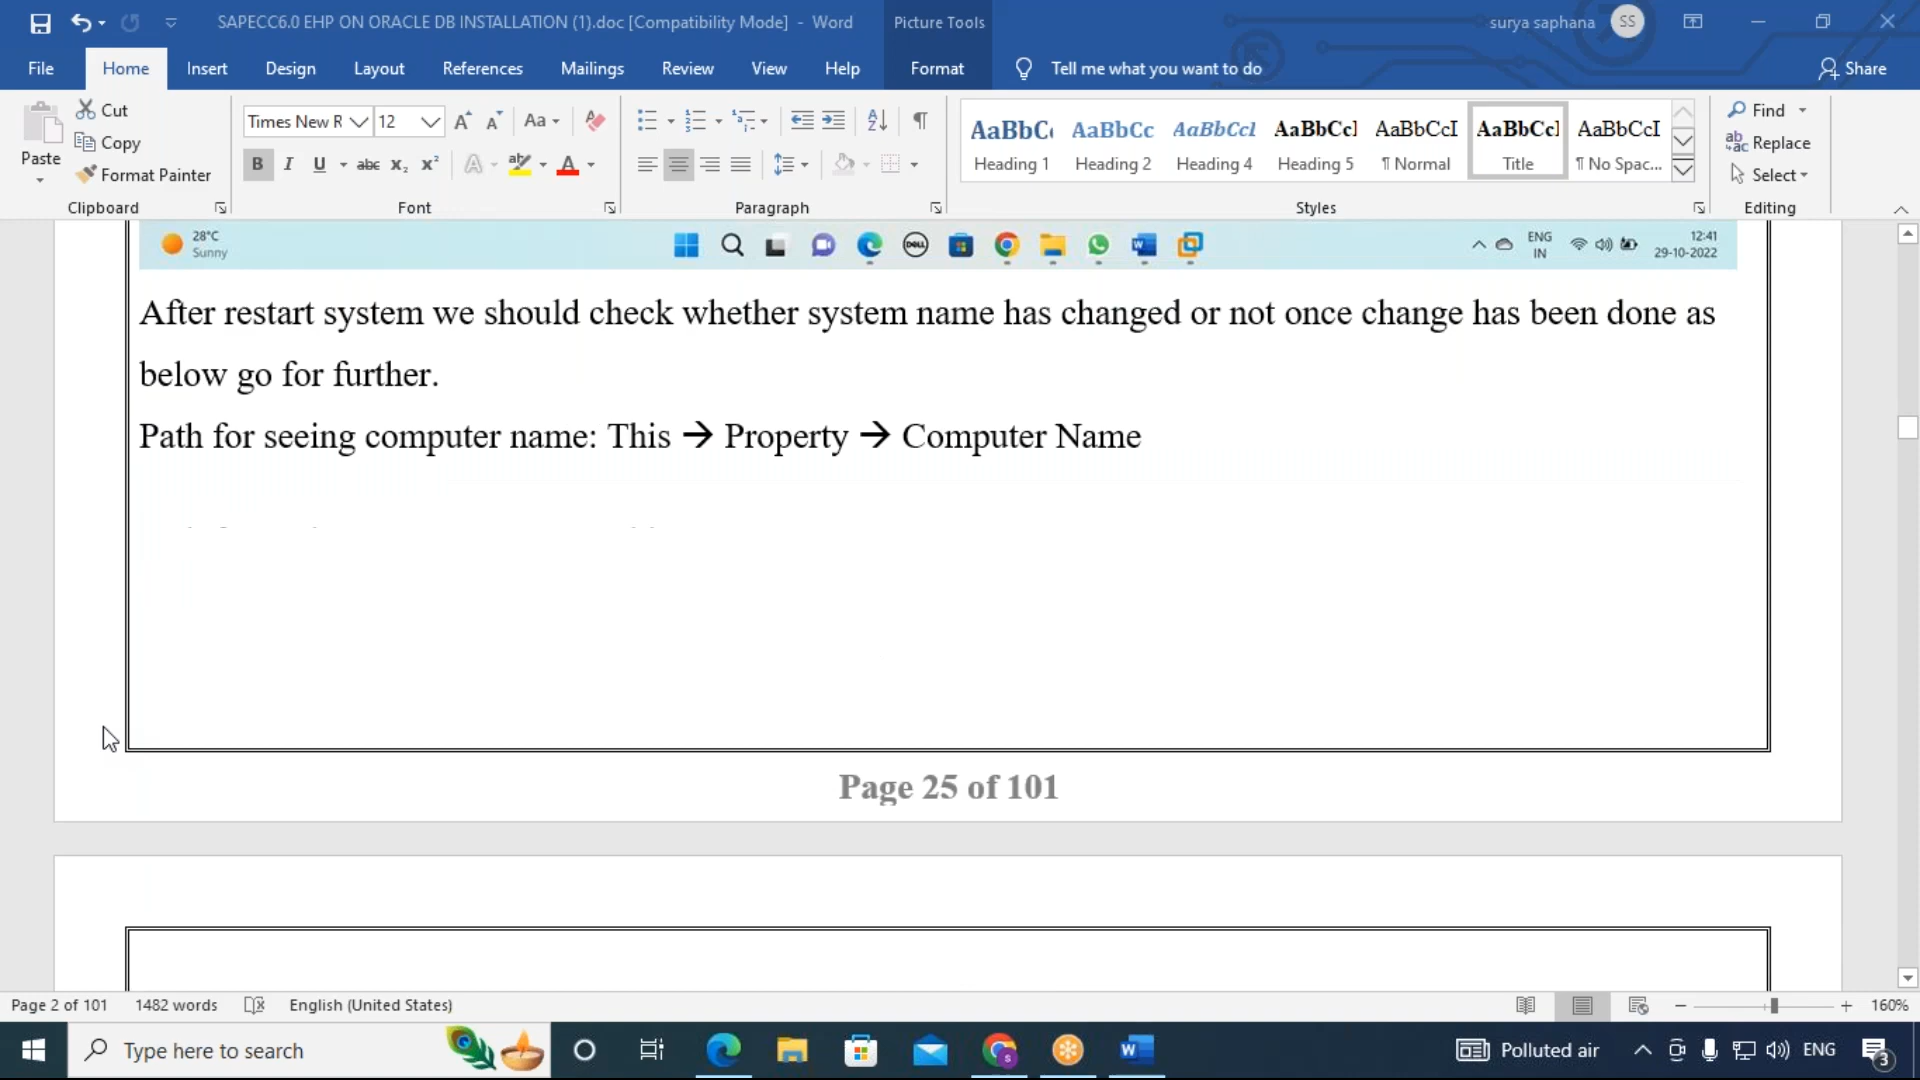 SAPECC6.0 EHP ON ORACLE DB INSTALLATION (1).doc [Compatibility Mode] - Word
Picture Tools
surya saphana
SS
File
Home
Insert
Design
Layout
References
Mailings
Review
View
Help
Format
Tell me what you want to do
Share
Paste
Cut
Copy
Format Painter
Clipboard
Times New R
12
Font
Paragraph
AaBbC
Heading 1
AaBbCc
Heading 2
AaBbCcI
Heading 4
AaBbCcI
Heading 5
AaBbCcI
¶ Normal
AaBbCcI
Title
AaBbCcI
¶ No Spac...
Styles
Find
Replace
Select
Editing
28°C
Sunny
DELL
ENG
IN
12:41
29-10-2022
After restart system we should check whether system name has changed or not once change has been done as
below go for further.
Path for seeing computer name: This → Property → Computer Name
Page 25 of 101
Page 2 of 101
1482 words
English (United States)
160%
Type here to search
Polluted air
ENG
3